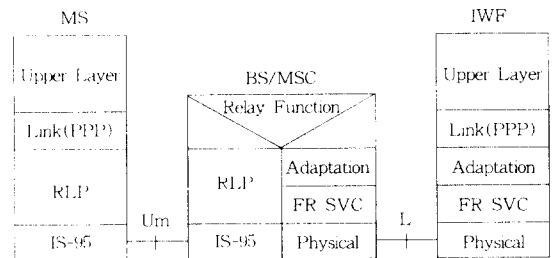 MS
Upper Layer
Link(PPP)
RLP
IS-95
Um
BS/MSC
Relay Function
RLP
IS-95
Adaptation
FR SVC
Physical
L
IWF
Upper Layer
Link(PPP)
Adaptation
FR SVC
Physical